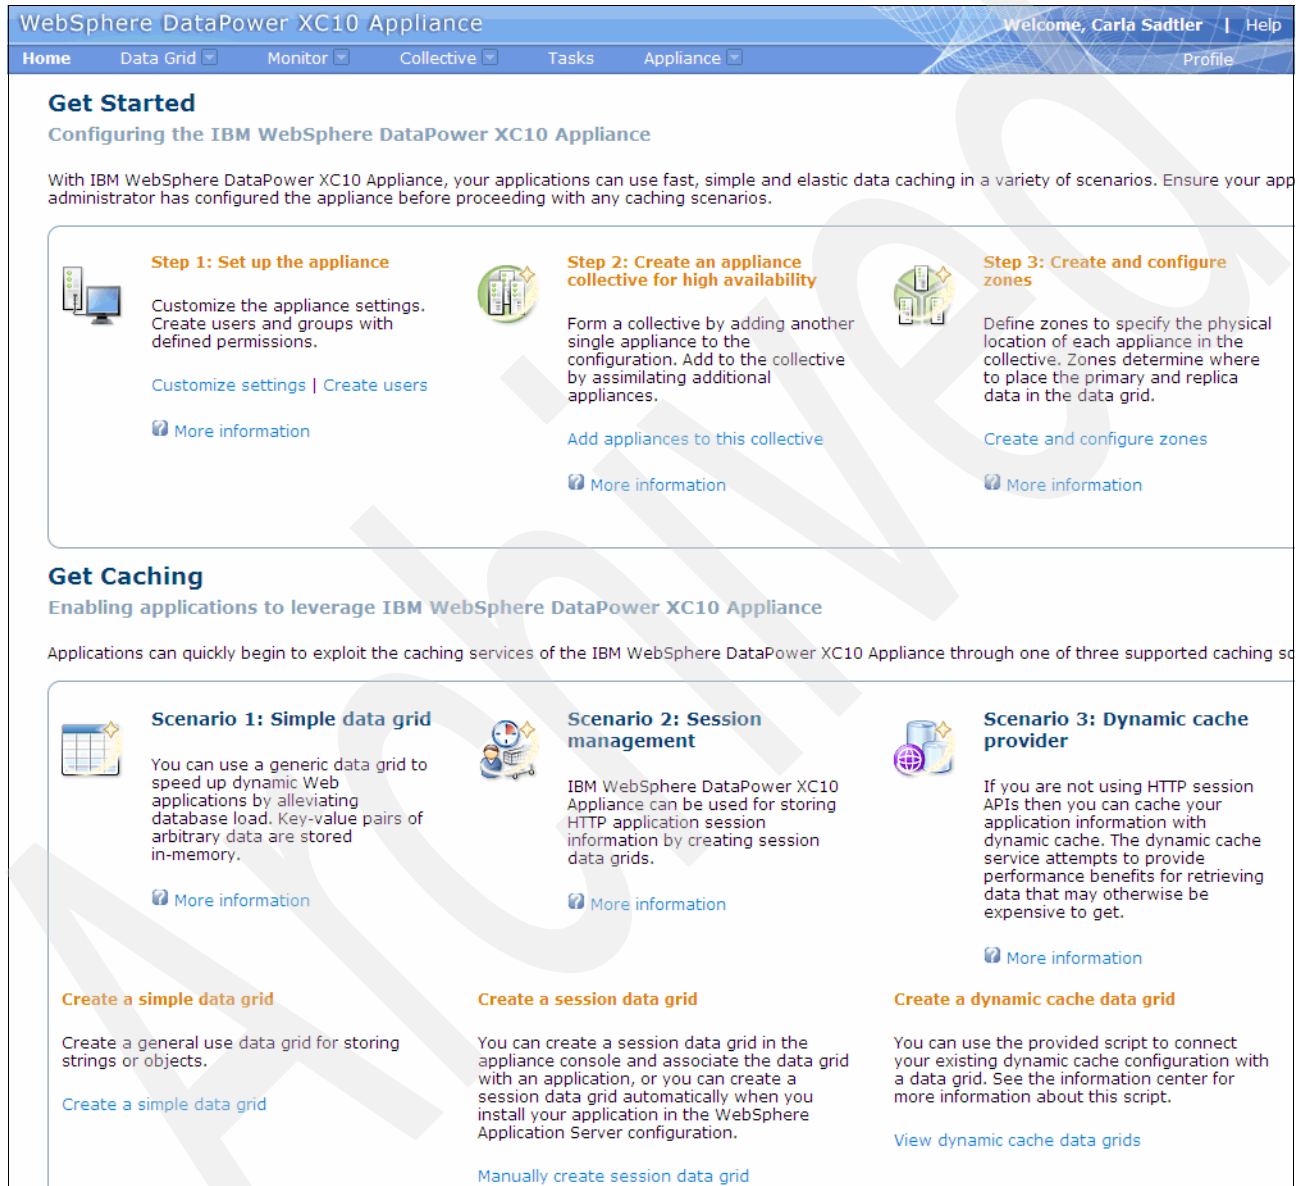 WebSphere DataPower XC10 Appliance
Welcome, Carla Sadtler | Help
Home Data Grid Monitor Collective Tasks Appliance Profile
Get Started
Configuring the IBM WebSphere DataPower XC10 Appliance
With IBM WebSphere DataPower XC10 Appliance, your applications can use fast, simple and elastic data caching in a variety of scenarios. Ensure your app
administrator has configured the appliance before proceeding with any caching scenarios.
Step 1: Set up the appliance
Customize the appliance settings.
Create users and groups with
defined permissions.
Customize settings | Create users
More information
Step 2: Create an appliance
collective for high availability
Form a collective by adding another
single appliance to the
configuration. Add to the collective
by assimilating additional
appliances.
Add appliances to this collective
More information
Step 3: Create and configure
zones
Define zones to specify the physical
location of each appliance in the
collective. Zones determine where
to place the primary and replica
data in the data grid.
Create and configure zones
More information
Get Caching
Enabling applications to leverage IBM WebSphere DataPower XC10 Appliance
Applications can quickly begin to exploit the caching services of the IBM WebSphere DataPower XC10 Appliance through one of three supported caching sc
Scenario 1: Simple data grid
You can use a generic data grid to
speed up dynamic Web
applications by alleviating
database load. Key-value pairs of
arbitrary data are stored
in-memory.
More information
Scenario 2: Session
management
IBM WebSphere DataPower XC10
Appliance can be used for storing
HTTP application session
information by creating session
data grids.
More information
Scenario 3: Dynamic cache
provider
If you are not using HTTP session
APIs then you can cache your
application information with
dynamic cache. The dynamic cache
service attempts to provide
performance benefits for retrieving
data that may otherwise be
expensive to get.
More information
Create a simple data grid
Create a general use data grid for storing
strings or objects.
Create a simple data grid
Create a session data grid
You can create a session data grid in the
appliance console and associate the data grid
with an application, or you can create a
session data grid automatically when you
install your application in the WebSphere
Application Server configuration.
Manually create session data grid
Create a dynamic cache data grid
You can use the provided script to connect
your existing dynamic cache configuration with
a data grid. See the information center for
more information about this script.
View dynamic cache data grids
Archived